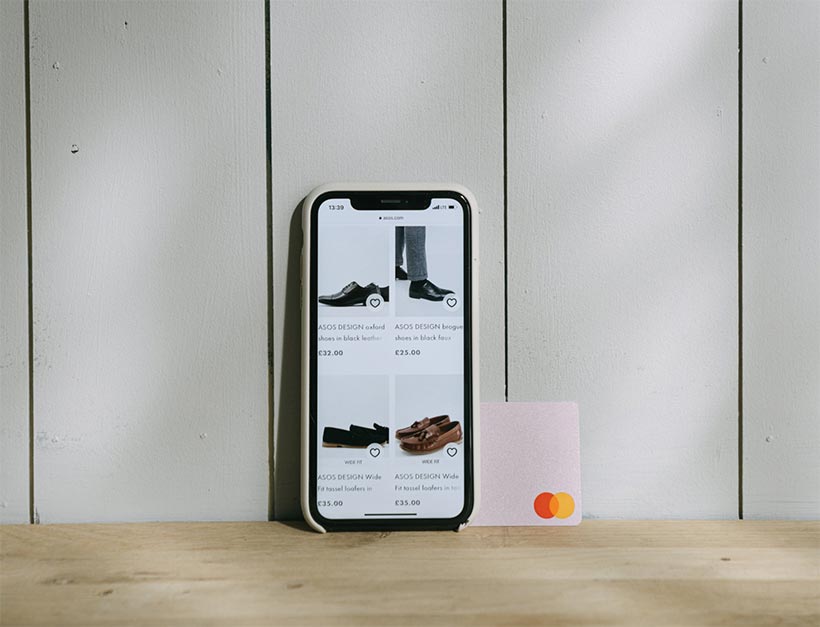 13:39
LTE
asos.com
ASOS DESIGN oxford
shoes in black leather
£32.00
ASOS DESIGN brogue
shoes in black faux
£25.00
WIDE FIT
ASOS DESIGN Wide
Fit tassel loafers in
£35.00
WIDE FIT
ASOS DESIGN Wide
Fit tassel loafers in tan
£35.00